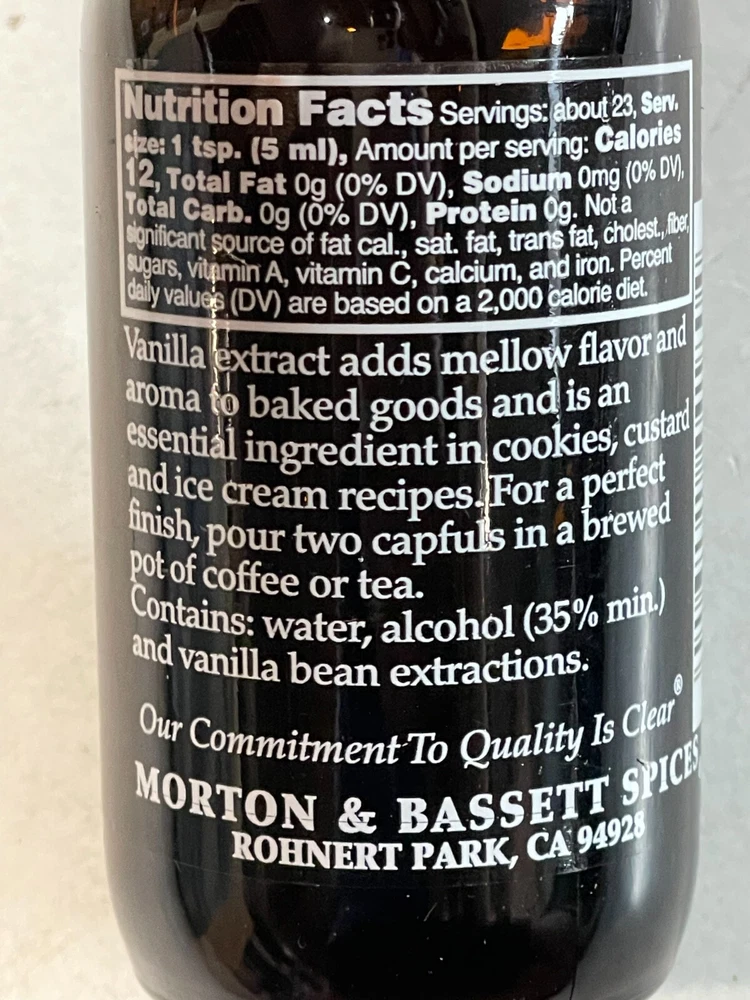 Nutrition Facts Servings: about 23, Serv.
size: 1 tsp. (5 ml), Amount per serving: Calories
12, Total Fat 0g (0% DV), Sodium 0mg (0% DV),
Total Carb. 0g (0% DV), Protein 0g. Not a
significant source of fat cal., sat. fat, trans fat, cholest., fiber,
sugars, vitamin A, vitamin C, calcium, and iron. Percent
daily values (DV) are based on a 2,000 calorie diet.
Vanilla extract adds mellow flavor and
aroma to baked goods and is an
essential ingredient in cookies, custard
and ice cream recipes. For a perfect
finish, pour two capfuls in a brewed
pot of coffee or tea.
Contains: water, alcohol (35% min.)
and vanilla bean extractions.
Our Commitment To Quality Is Clear®
MORTON & BASSETT SPICES
ROHNERT PARK, CA 94928